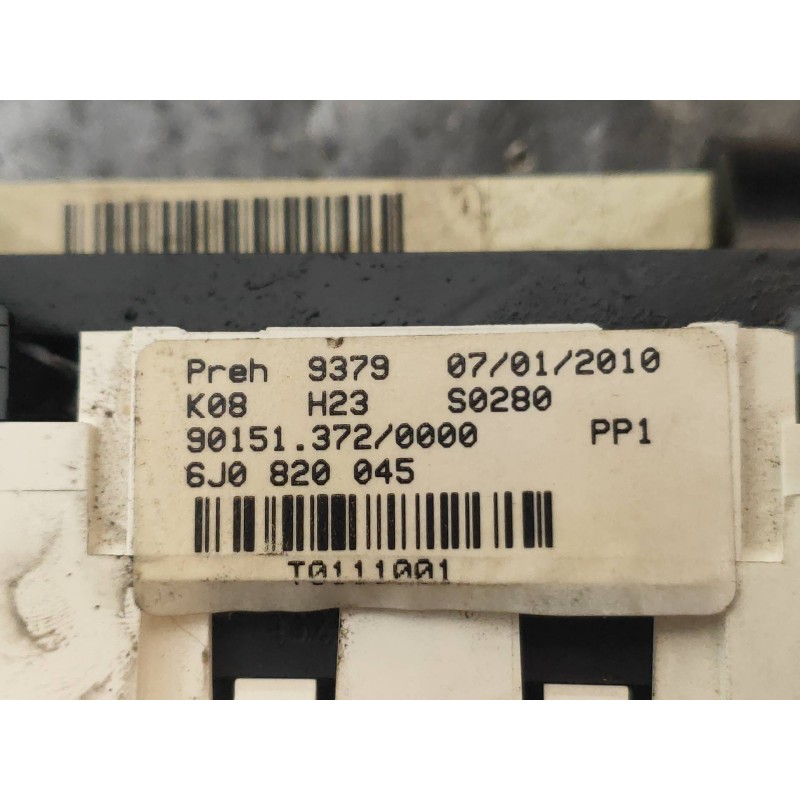 Preh 9379 07/01/2010
K08 H23 S0280
90151.372/0000 PP1
6J0 820 045
T0111001